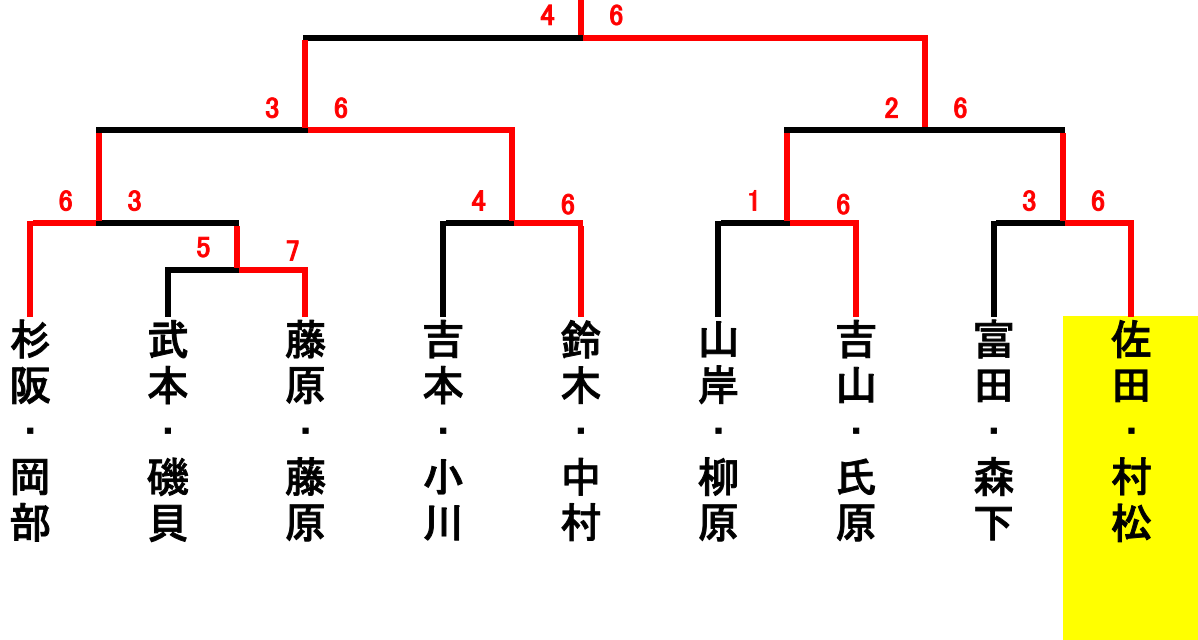 4 6
3 6
2 6
6 3
4 6
1 6
3 6
5 7
杉阪・岡部
武本・磯貝
藤原・藤原
吉本・小川
鈴木・中村
山岸・柳原
吉山・氏原
富田・森下
佐田・村松